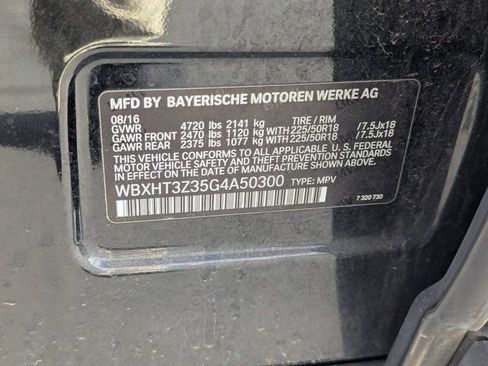 MFD BY BAYERISCHE MOTOREN WERKE AG
08/16
GVWR 4720 lbs 2141 kg TIRE / RIM
GAWR FRONT 2470 lbs 1120 kg WITH 225/50R18 /7.5Jx18
GAWR REAR 2375 lbs 1077 kg WITH 225/50R18 /7.5Jx18
THIS VEHICLE CONFORMS TO ALL APPLICABLE U. S. FEDERAL
MOTOR VEHICLE SAFETY AND THEFT PREVENTION
STANDARDS IN EFFECT ON THE DATE OF MANUFACTURE
SHOWN ABOVE.
WBXHT3Z35G4A50300 TYPE: MPV
7 320 730